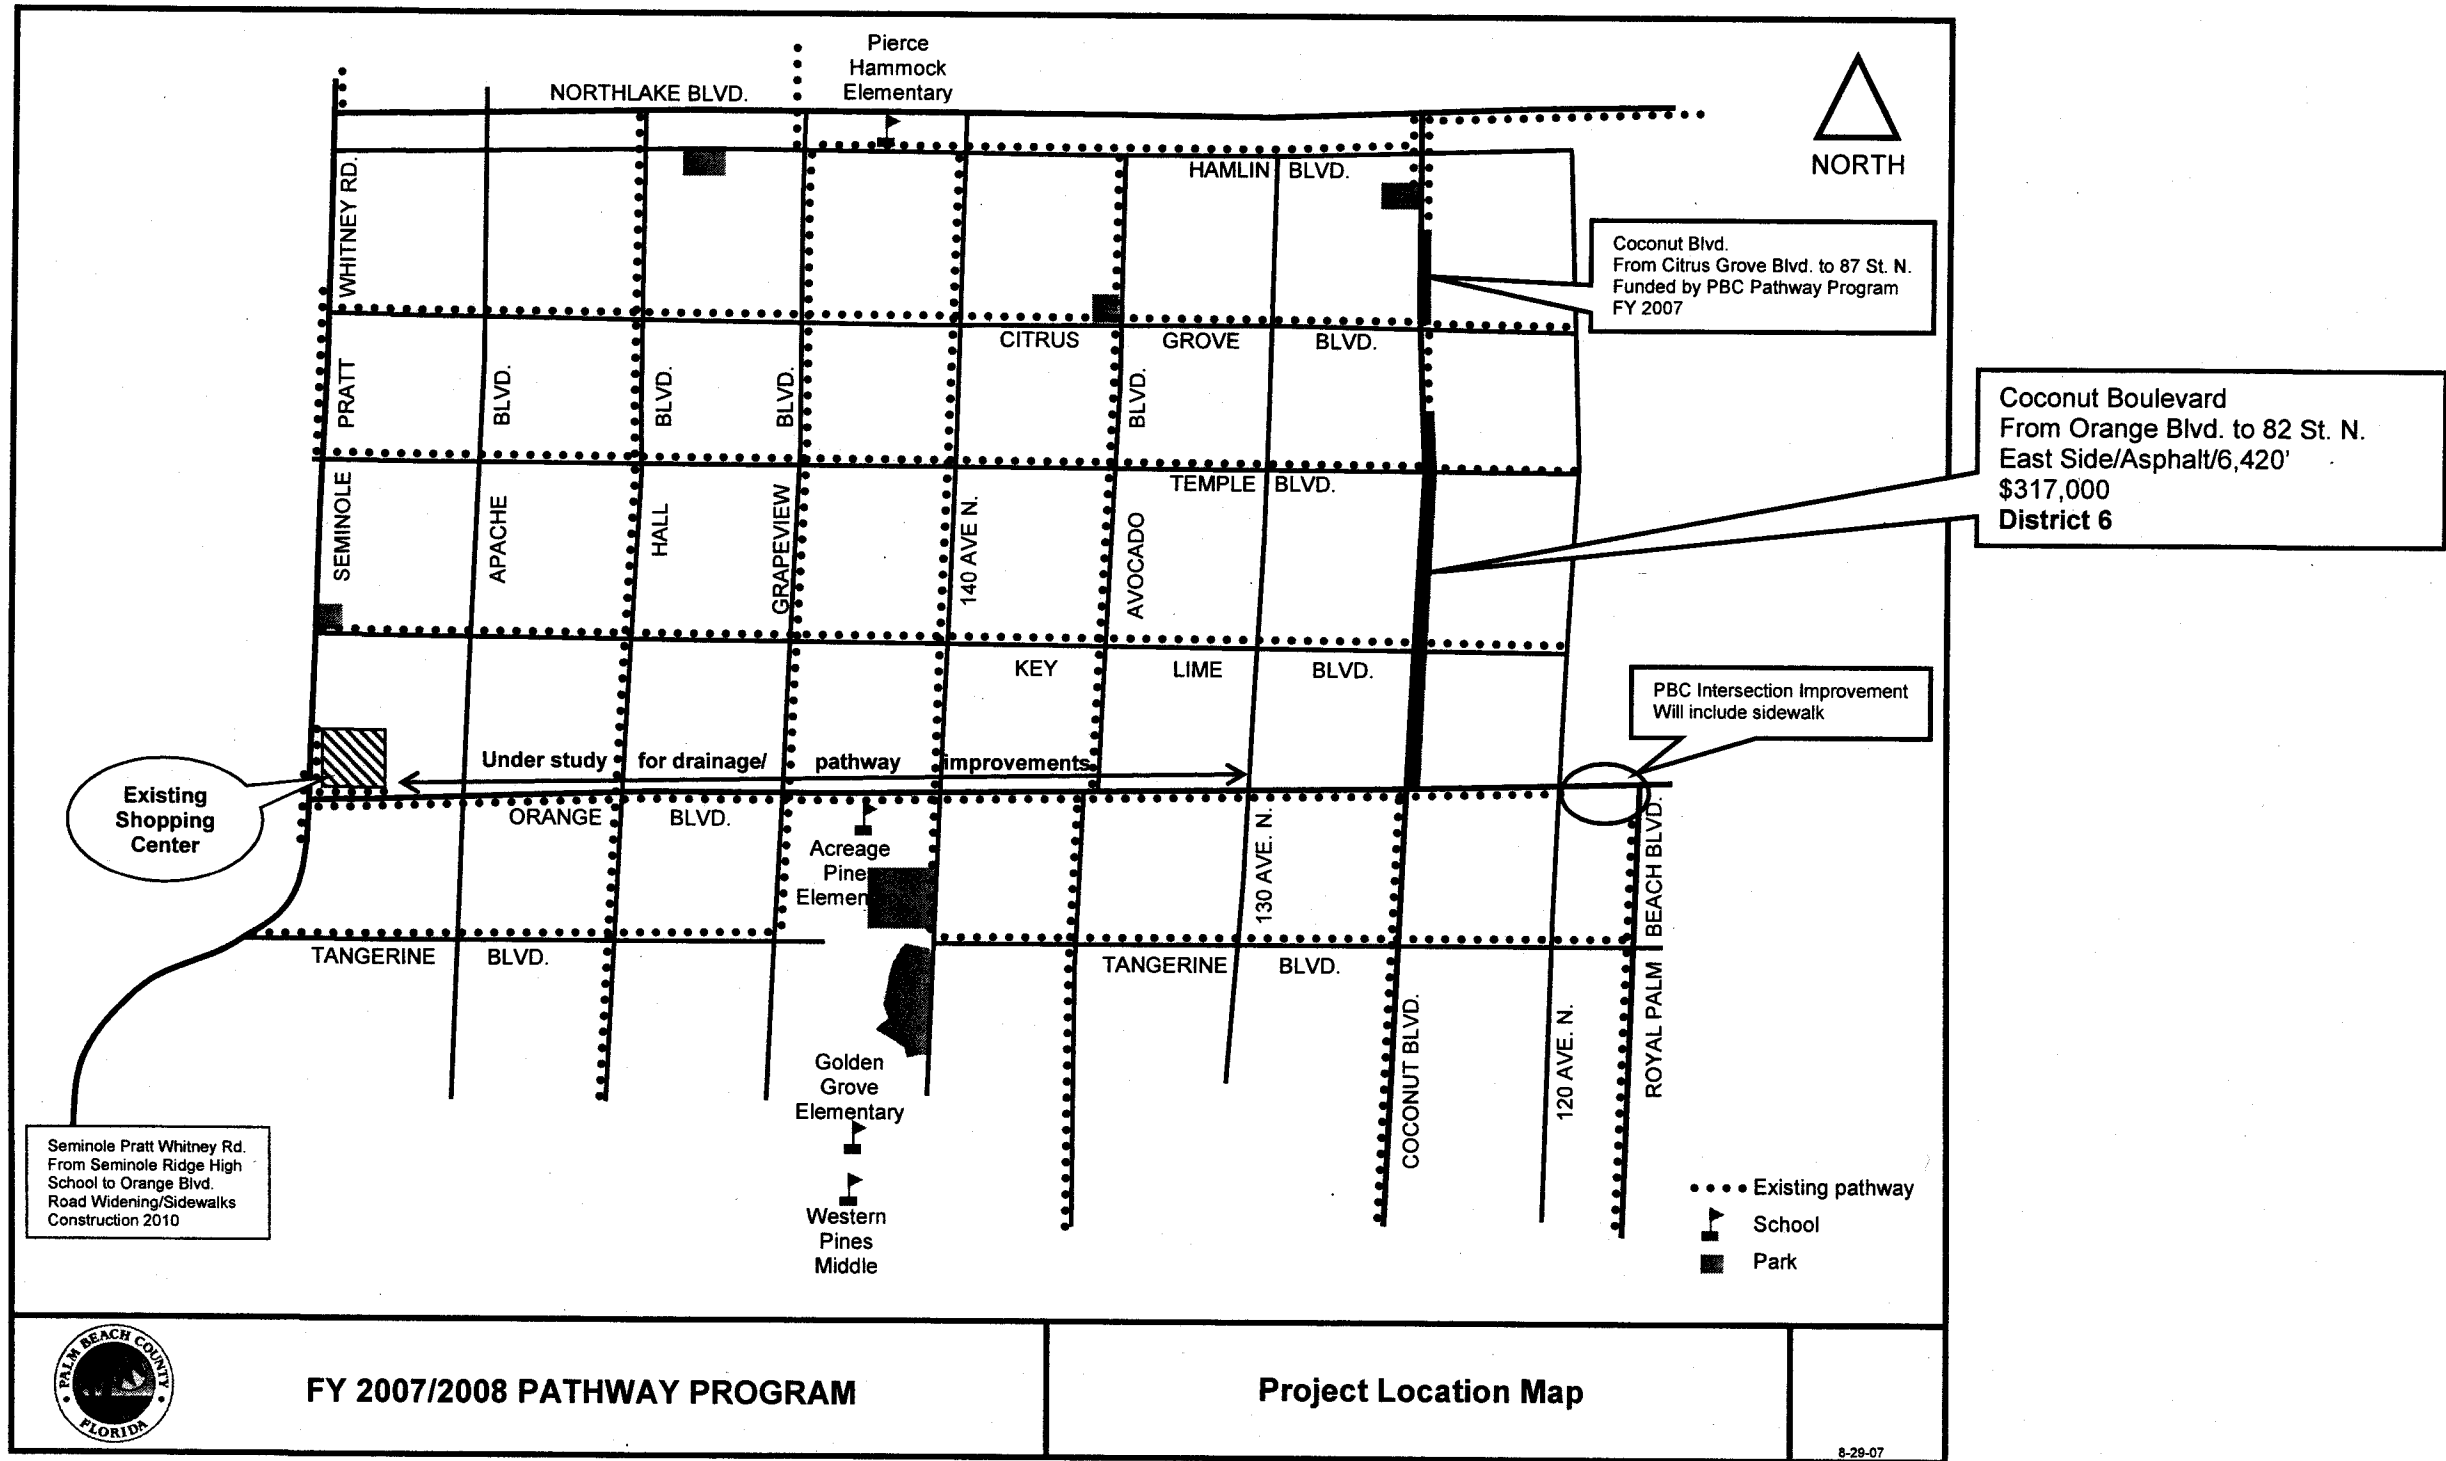 Pierce
Hammock
Elementary
NORTHLAKE BLVD.
NORTH
HAMLIN BLVD.
WHITNEY RD.
Coconut Blvd.
From Citrus Grove Blvd. to 87 St. N.
Funded by PBC Pathway Program
FY 2007
CITRUS GROVE BLVD.
PRATT
BLVD.
BLVD.
BLVD.
BLVD.
Coconut Boulevard
From Orange Blvd. to 82 St. N.
East Side/Asphalt/6,420'
$317,000
District 6
TEMPLE BLVD.
SEMINOLE
APACHE
HALL
GRAPEVIEW
140 AVE N.
AVOCADO
KEY LIME BLVD.
PBC Intersection Improvement
Will include sidewalk
Under study for drainage/ pathway improvements
Existing
Shopping
Center
ORANGE BLVD.
Acreage
Pine
Elemen
130 AVE. N.
ROYAL PALM BEACH BLVD.
TANGERINE BLVD.
TANGERINE BLVD.
COCONUT BLVD.
120 AVE. N.
Golden
Grove
Elementary
Western
Pines
Middle
Seminole Pratt Whitney Rd.
From Seminole Ridge High
School to Orange Blvd.
Road Widening/Sidewalks
Construction 2010
Existing pathway
School
Park
PALM BEACH COUNTY
FLORIDA
FY 2007/2008 PATHWAY PROGRAM
Project Location Map
8-29-07